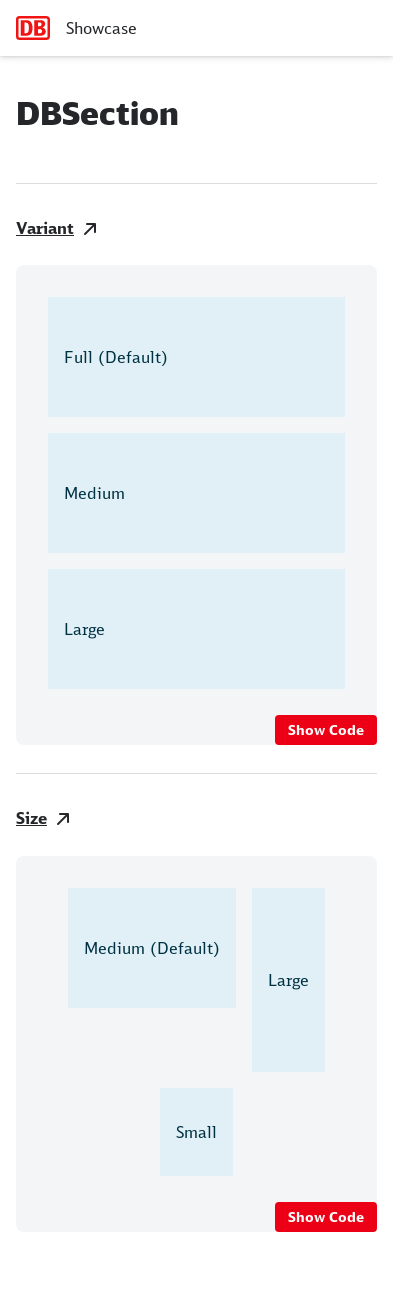 DB Showcase
DBSection
Variant
Full (Default)
Medium
Large
Show Code
Size
Medium (Default)
Large
Small
Show Code